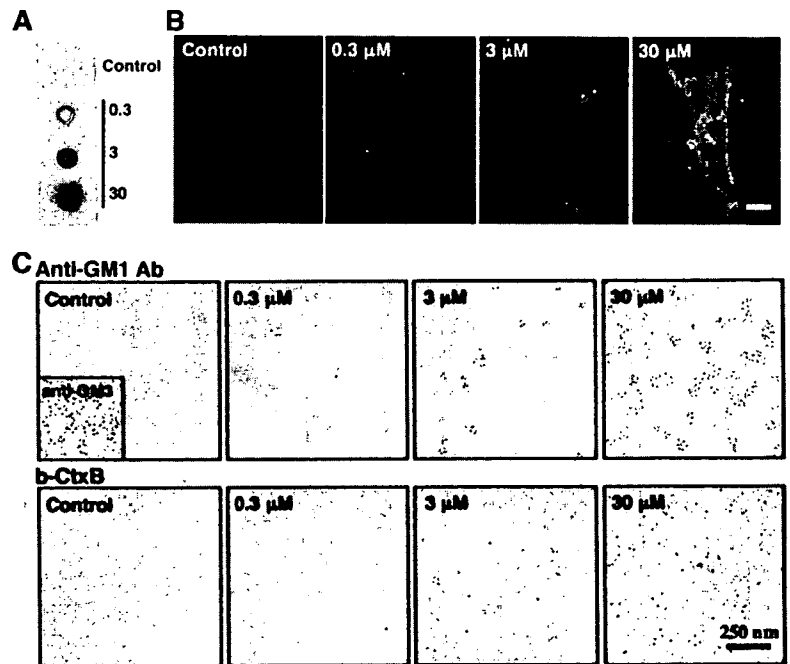 A
Control
0.3
3
30
B
Control 0.3 µM 3 µM 30 µM
C Anti-GM1 Ab
Control 0.3 µM 3 µM 30 µM
anti-GM3
b-CtxB
Control 0.3 µM 3 µM 30 µM
250 nm